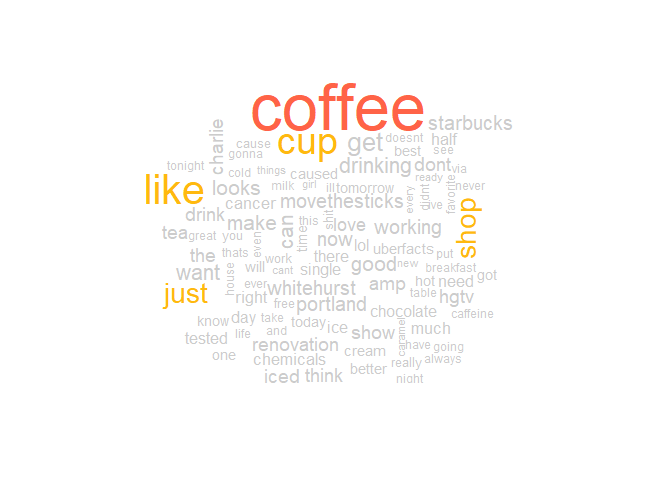 coffee
starbucks
charlie
cause
cup
get
doesnt
half
gonna
best
see
tonight
cold
things
caused
drinking
dont
via
like
looks
milk
girl
ill
tomorrow
ready
never
cancer
movethesticks
every
didnt
ive
favorite
drink
make
can
this
shit
love
working
shop
tea
great
you
even
time
now
lol
uberfacts
put
the
thats
work
there
good
new
breakfast
want
house
will
cant
single
hot
need
got
just
ever
whitehurst
amp
table
hgtv
right
free
portland
chocolate
caffeine
know
day
take
today
ice
show
caramel
much
tested
life
and
renovation
cream
have
going
one
chemicals
better
really
always
iced
think
night